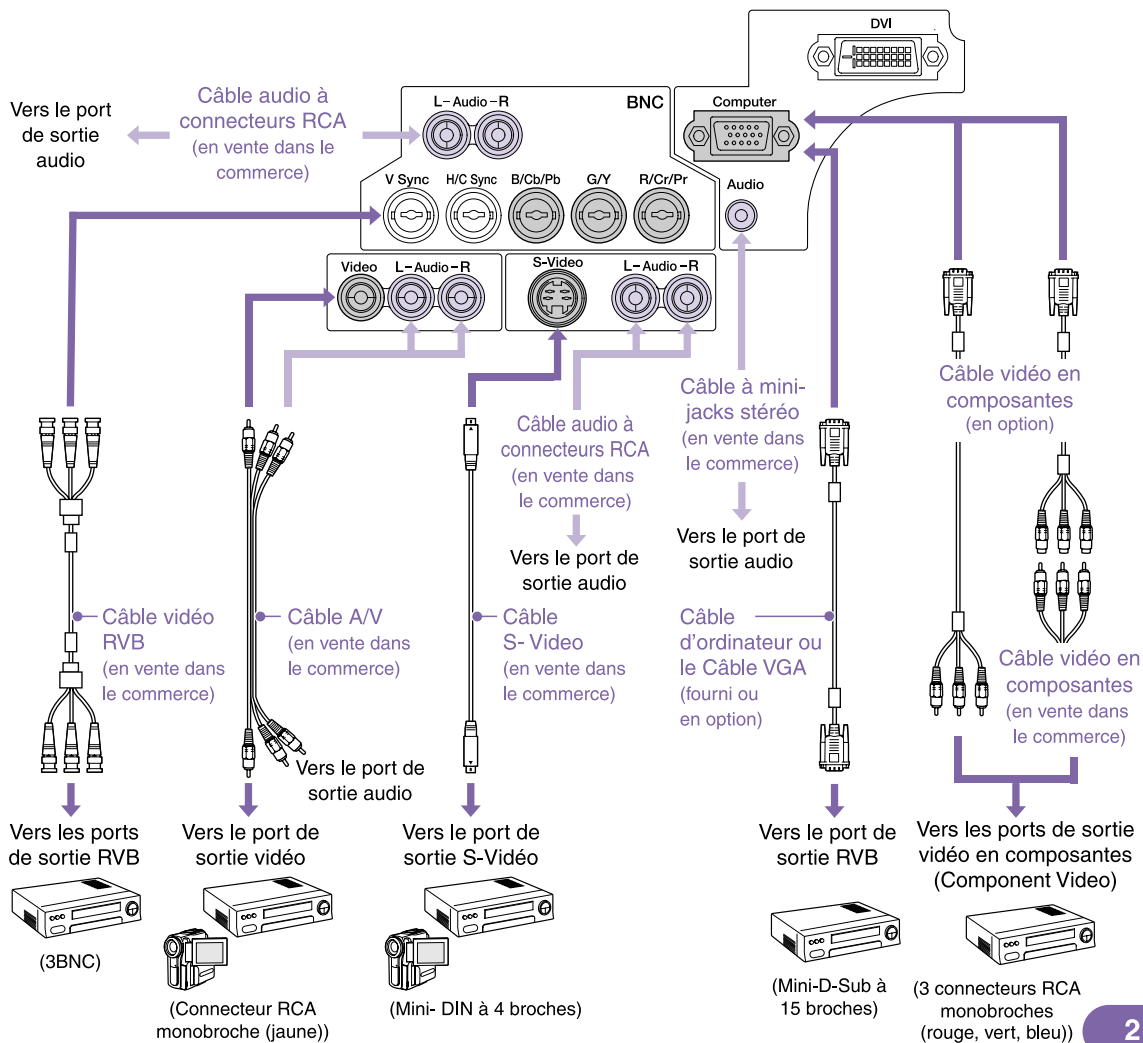 DVI
Computer
Audio
BNC
L–Audio–R
V Sync
H/C Sync
B/Cb/Pb
G/Y
R/Cr/Pr
Video
L–Audio–R
S-Video
L–Audio–R
Vers le port
de sortie
audio
Câble audio à
connecteurs RCA
(en vente dans le
commerce)
Câble vidéo
RVB
(en vente dans
le commerce)
Câble A/V
(en vente dans
le commerce)
Câble
S- Video
(en vente dans
le commerce)
Câble audio à
connecteurs RCA
(en vente dans
le commerce)
Vers le port de
sortie audio
Câble à mini-
jacks stéréo
(en vente dans
le commerce)
Vers le port de
sortie audio
Câble
d'ordinateur ou
le Câble VGA
(fourni ou
en option)
Câble vidéo en
composantes
(en option)
Câble vidéo en
composantes
(en vente dans
le commerce)
Vers le port de
sortie audio
Vers les ports
de sortie RVB
(3BNC)
Vers le port de
sortie vidéo
(Connecteur RCA
monobroche (jaune))
Vers le port de
sortie S-Vidéo
(Mini- DIN à 4 broches)
Vers le port de
sortie RVB
(Mini-D-Sub à
15 broches)
Vers les ports de sortie
vidéo en composantes
(Component Video)
(3 connecteurs RCA
monobroches
(rouge, vert, bleu))
2